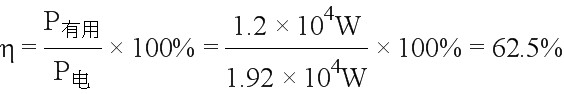 η = P有用 / P电 × 100% = 1.2 × 10⁴W / 1.92 × 10⁴W × 100% = 62.5%